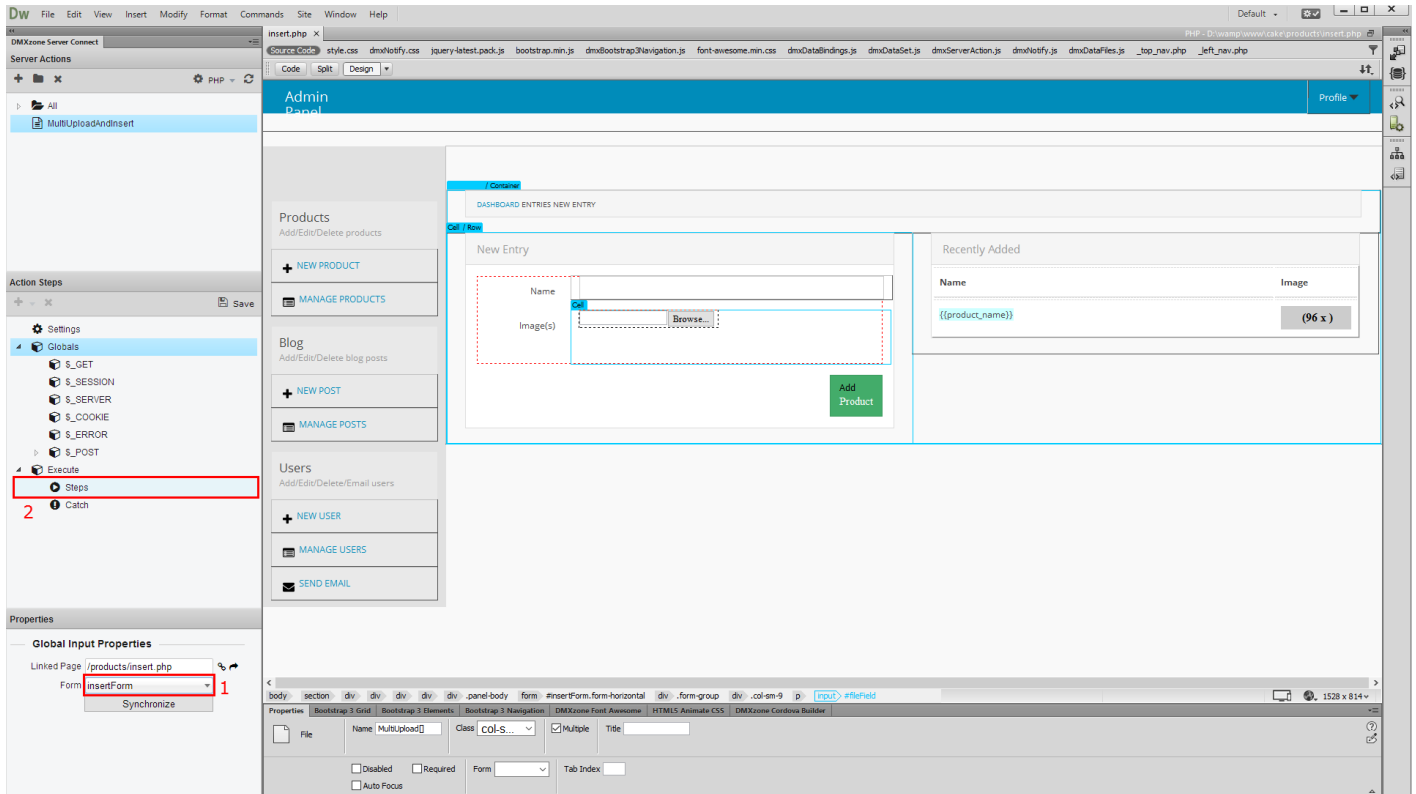 Dw File Edit View Insert Modify Format Commands Site Window Help Default
DMXzone Server Connect
Server Actions
PHP
All
MultiUploadAndInsert
Action Steps
Save
Settings
Globals
$_GET
$_SESSION
$_SERVER
$_COOKIE
$_ERROR
$_POST
Execute
Steps
2
Catch
Properties
Global Input Properties
Linked Page /products/insert.php
Form insertForm 1
Synchronize
insert.php × PHP - D:\wamp\www\cake\products\insert.php
Source Code style.css dmxNotify.css jquery-latest.pack.js bootstrap.min.js dmxBootstrap3Navigation.js font-awesome.min.css dmxDataBindings.js dmxDataSet.js dmxServerAction.js dmxNotify.js dmxDataFiles.js _top_nav.php _left_nav.php
Code Split Design
Admin
Panel
Profile
Products
Add/Edit/Delete products
NEW PRODUCT
MANAGE PRODUCTS
Blog
Add/Edit/Delete blog posts
NEW POST
MANAGE POSTS
Users
Add/Edit/Delete/Email users
NEW USER
MANAGE USERS
SEND EMAIL
/ Container
DASHBOARD ENTRIES NEW ENTRY
Cell / Row
New Entry
Name
Cell
Image(s) Browse...
Add
Product
Recently Added
Name Image
{{product_name}} (96 x )
body section div div div div div .panel-body form #insertForm.form-horizontal div .form-group div .col-sm-9 p input #fileField 1528 x 814
Properties Bootstrap 3 Grid Bootstrap 3 Elements Bootstrap 3 Navigation DMXzone Font Awesome HTML5 Animate CSS DMXzone Cordova Builder
File Name MultiUpload[] Class col-s... Multiple Title
Disabled Required Form Tab Index
Auto Focus